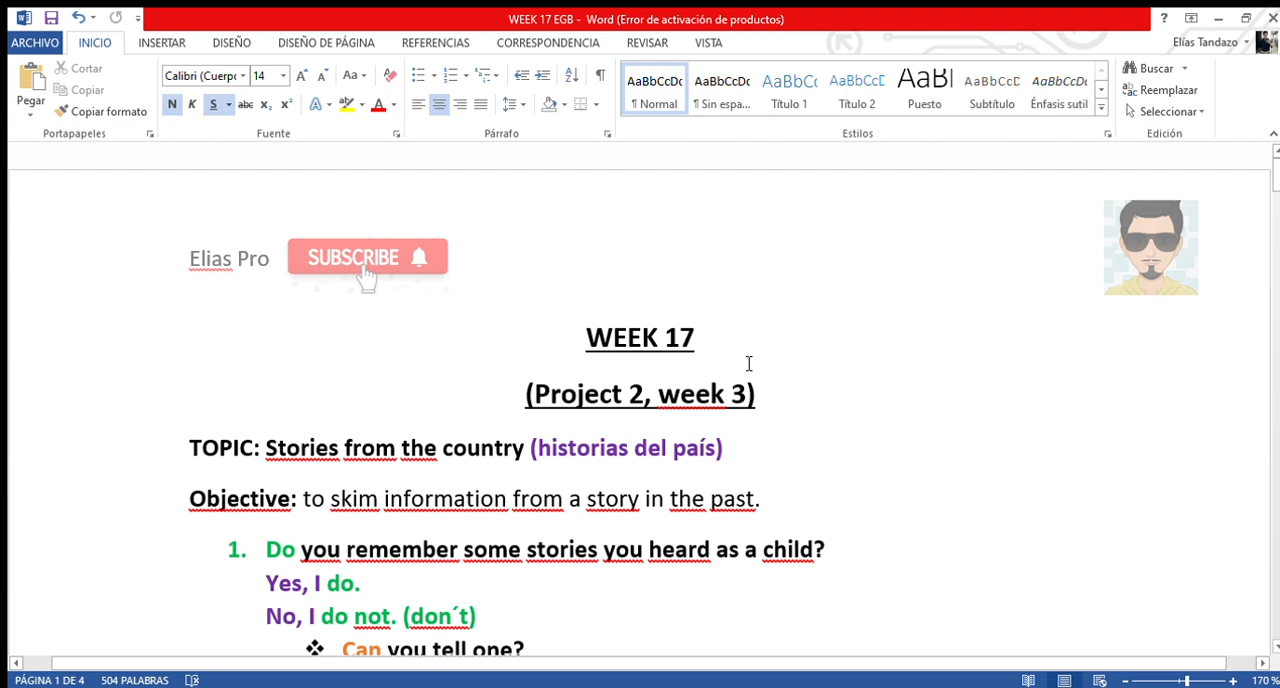 WEEK 17 EGB - Word (Error de activación de productos)
ARCHIVO INICIO INSERTAR DISEÑO DISEÑO DE PÁGINA REFERENCIAS CORRESPONDENCIA REVISAR VISTA Elías Tandazo
Pegar
Cortar
Copiar
Copiar formato
Portapapeles
Calibri (Cuerpo 14
Aa
N K S abc x₂ x²
Fuente
Párrafo
AaBbCcDc AaBbCcDc AaBbCc AaBbCcD AaBl AaBbCcD AaBbCcDc
¶ Normal ¶ Sin espa... Título 1 Título 2 Puesto Subtítulo Énfasis sutil
Estilos
Buscar
Reemplazar
Seleccionar
Edición
Elias Pro SUBSCRIBE
WEEK 17
(Project 2, week 3)
TOPIC: Stories from the country (historias del país)
Objective: to skim information from a story in the past.
1. Do you remember some stories you heard as a child?
Yes, I do.
No, I do not. (don´t)
❖ Can you tell one?
PÁGINA 1 DE 4 504 PALABRAS 170 %